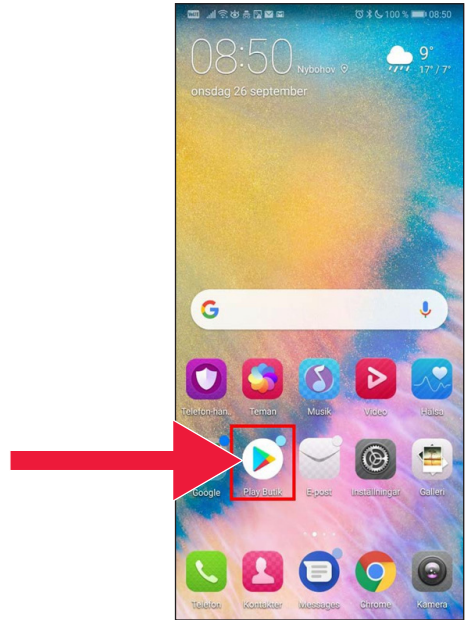 100 % 08:50
08:50
Nybohov
9°
17° / 7°
onsdag 26 september
Telefon-han.
Teman
Musik
Video
Hälsa
Google
Play Butik
E-post
Inställningar
Galleri
Telefon
Kontakter
Messages
Chrome
Kamera